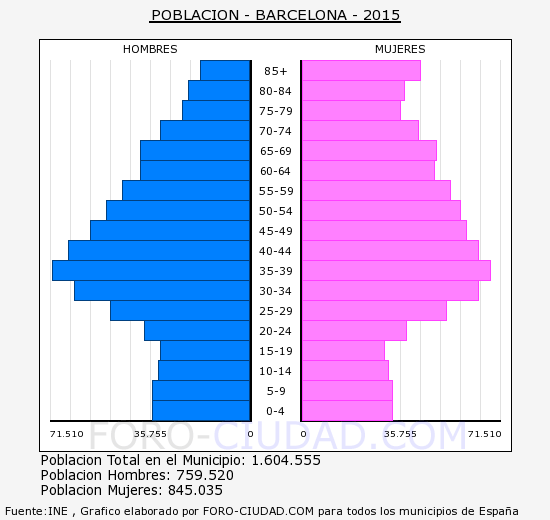 POBLACION - BARCELONA - 2015
HOMBRES
MUJERES
85+
80-84
75-79
70-74
65-69
60-64
55-59
50-54
45-49
40-44
35-39
30-34
25-29
20-24
15-19
10-14
5-9
0-4
71.510 35.755 0 0 35.755 71.510
FORO-CIUDAD.COM
Poblacion Total en el Municipio: 1.604.555
Poblacion Hombres: 759.520
Poblacion Mujeres: 845.035
Fuente:INE , Grafico elaborado por FORO-CIUDAD.COM para todos los municipios de España